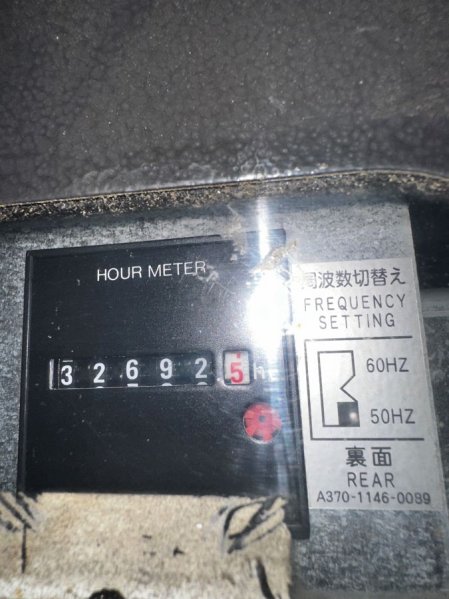 HOUR METER
326925 hr
周波数切替え
FREQUENCY
SETTING
60HZ
50HZ
裏面
REAR
A370-1146-0089